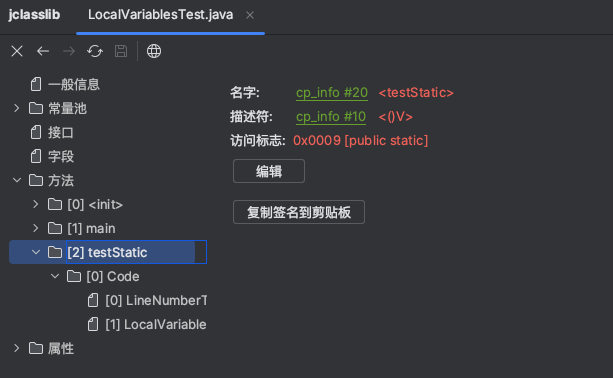 jclasslib
LocalVariablesTest.java
一般信息
常量池
接口
字段
方法
[0] <init>
[1] main
[2] testStatic
[0] Code
[0] LineNumberT
[1] LocalVariable
属性
名字: cp_info #20 <testStatic>
描述符: cp_info #10 <()V>
访问标志: 0x0009 [public static]
编辑
复制签名到剪贴板